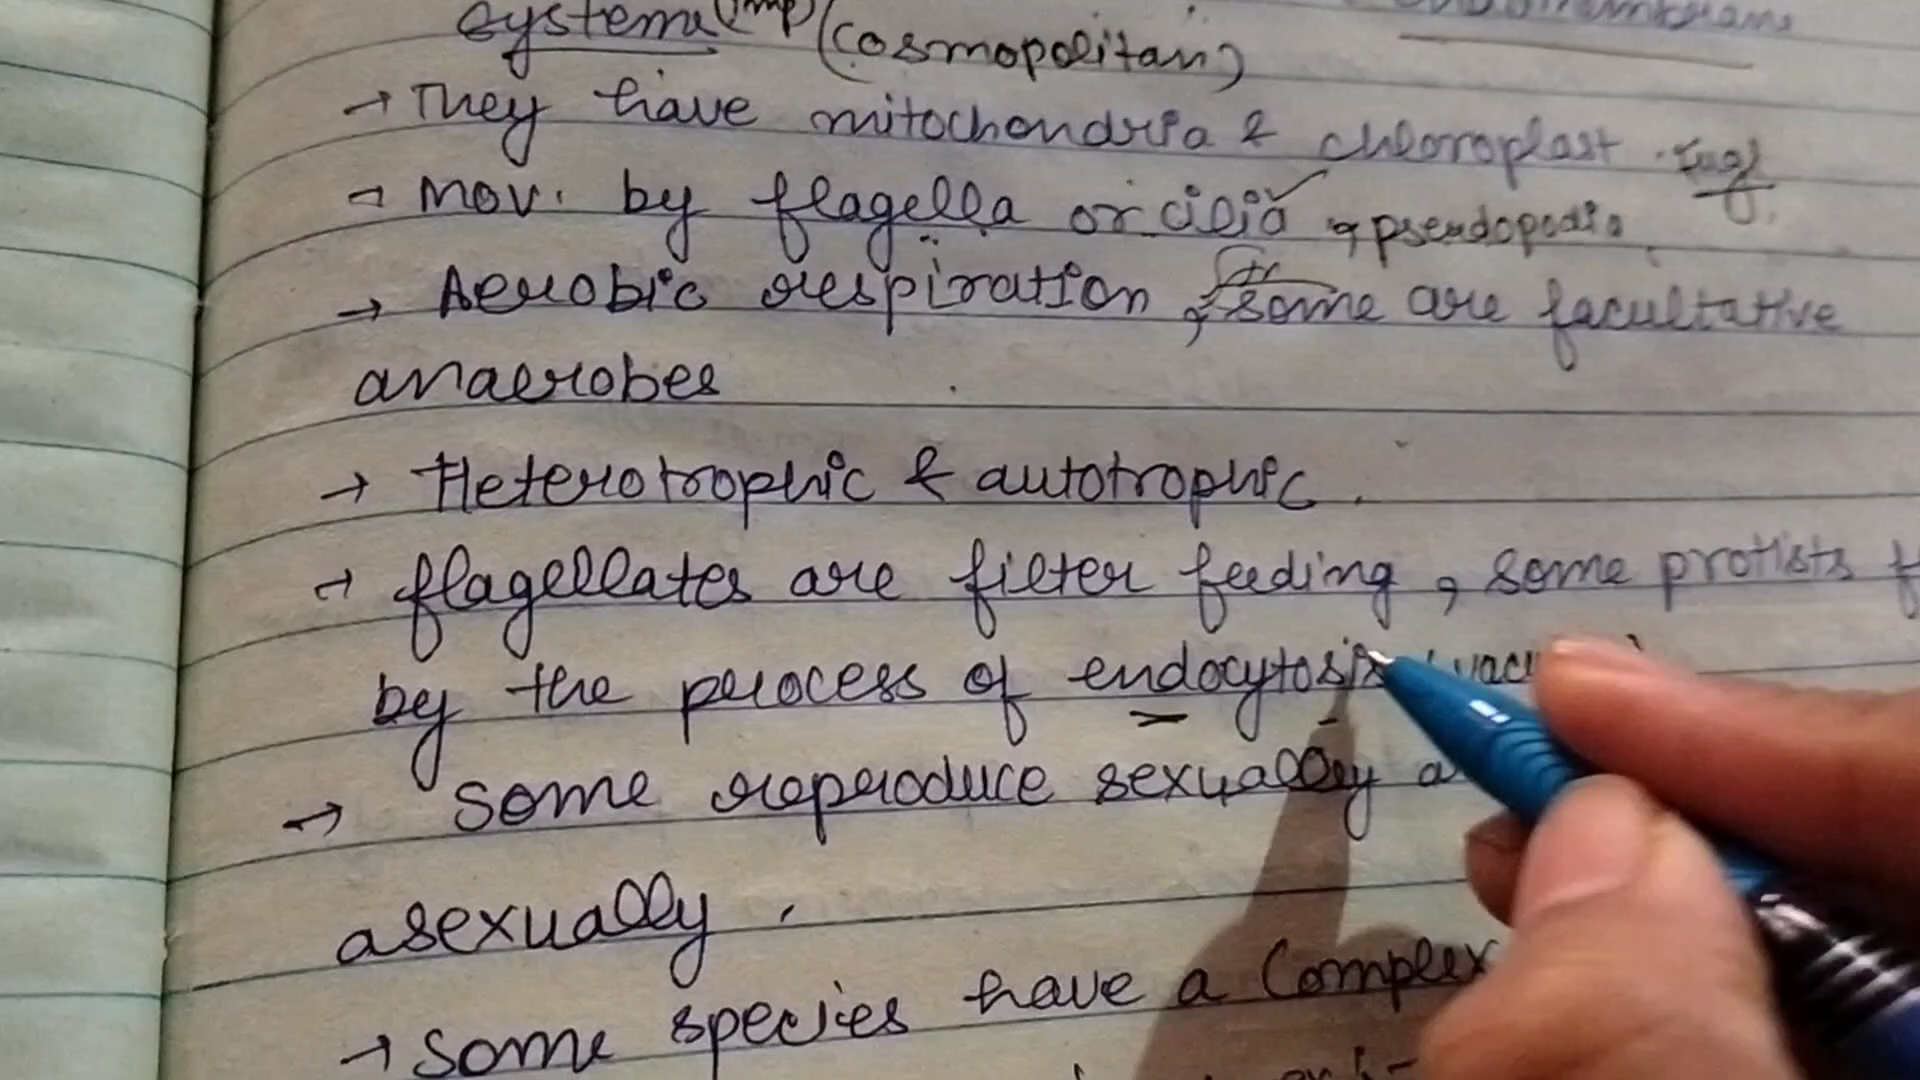 systems (Imp) (cosmopolitan)
→ They have mitochondria & chloroplast.
→ Mov. by flagella or cilia, pseudopodia
→ Aerobic respiration, some are facultative
anaerobes
→ Heterotrophic & autotrophic.
→ flagellates are filter feeding, some protists
by the process of endocytosis
→ Some reproduce sexually
asexually.
→ Some species have a complex